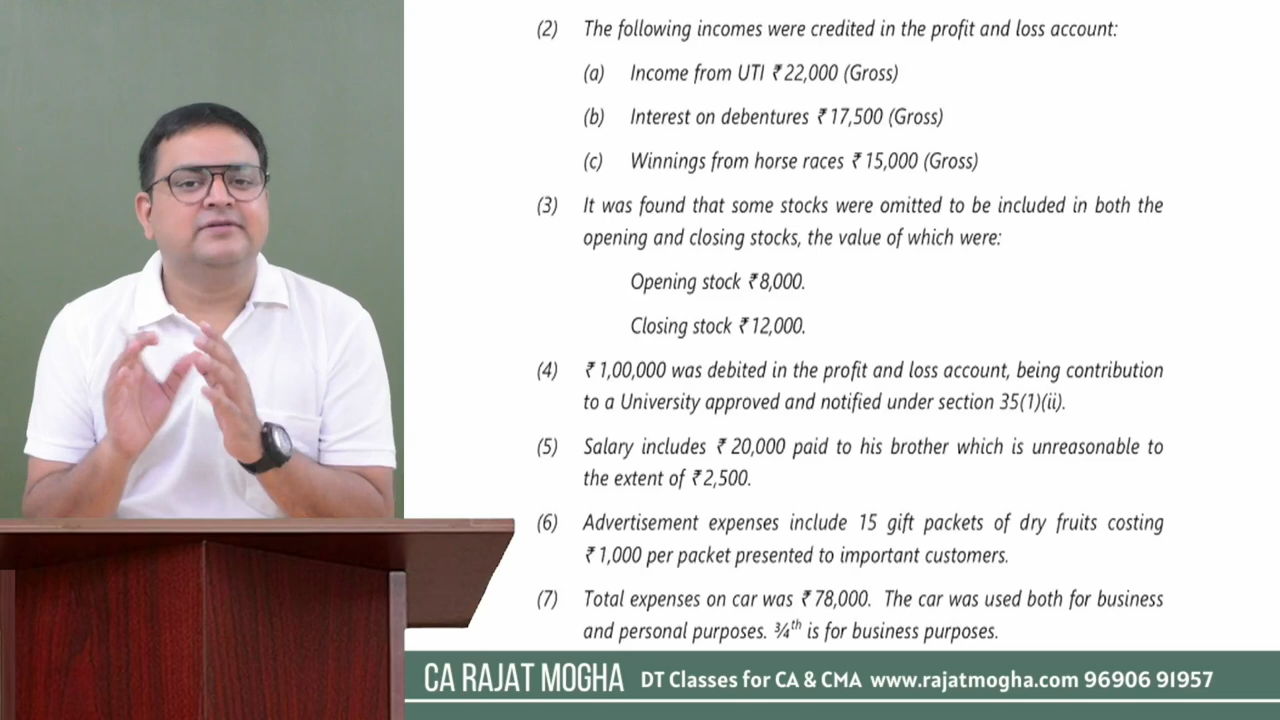 (2) The following incomes were credited in the profit and loss account:
(a) Income from UTI ₹22,000 (Gross)
(b) Interest on debentures ₹17,500 (Gross)
(c) Winnings from horse races ₹15,000 (Gross)
(3) It was found that some stocks were omitted to be included in both the
opening and closing stocks, the value of which were:
Opening stock ₹8,000.
Closing stock ₹12,000.
(4) ₹1,00,000 was debited in the profit and loss account, being contribution
to a University approved and notified under section 35(1)(ii).
(5) Salary includes ₹20,000 paid to his brother which is unreasonable to
the extent of ₹2,500.
(6) Advertisement expenses include 15 gift packets of dry fruits costing
₹1,000 per packet presented to important customers.
(7) Total expenses on car was ₹78,000. The car was used both for business
and personal purposes. ¾th is for business purposes.
CA RAJAT MOGHA DT Classes for CA & CMA www.rajatmogha.com 96906 91957